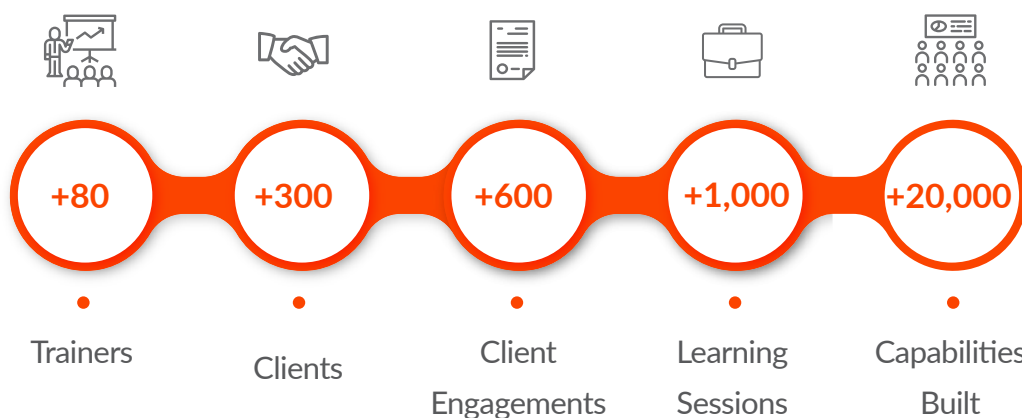 +80
+300
+600
+1,000
+20,000
Trainers
Clients
Client
Engagements
Learning
Sessions
Capabilities
Built